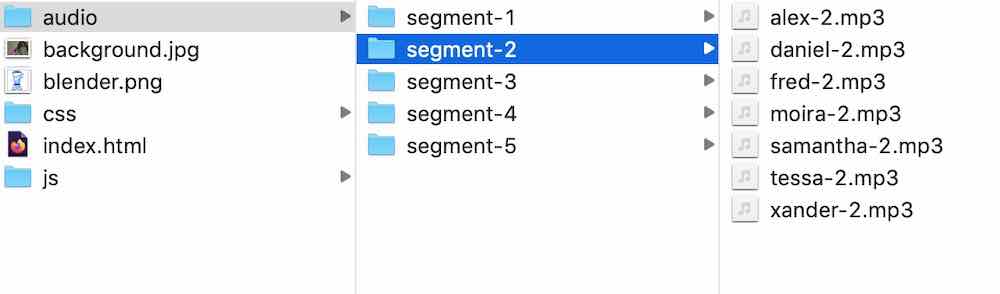 audio
background.jpg
blender.png
css
index.html
js
segment-1
segment-2
segment-3
segment-4
segment-5
alex-2.mp3
daniel-2.mp3
fred-2.mp3
moira-2.mp3
samantha-2.mp3
tessa-2.mp3
xander-2.mp3